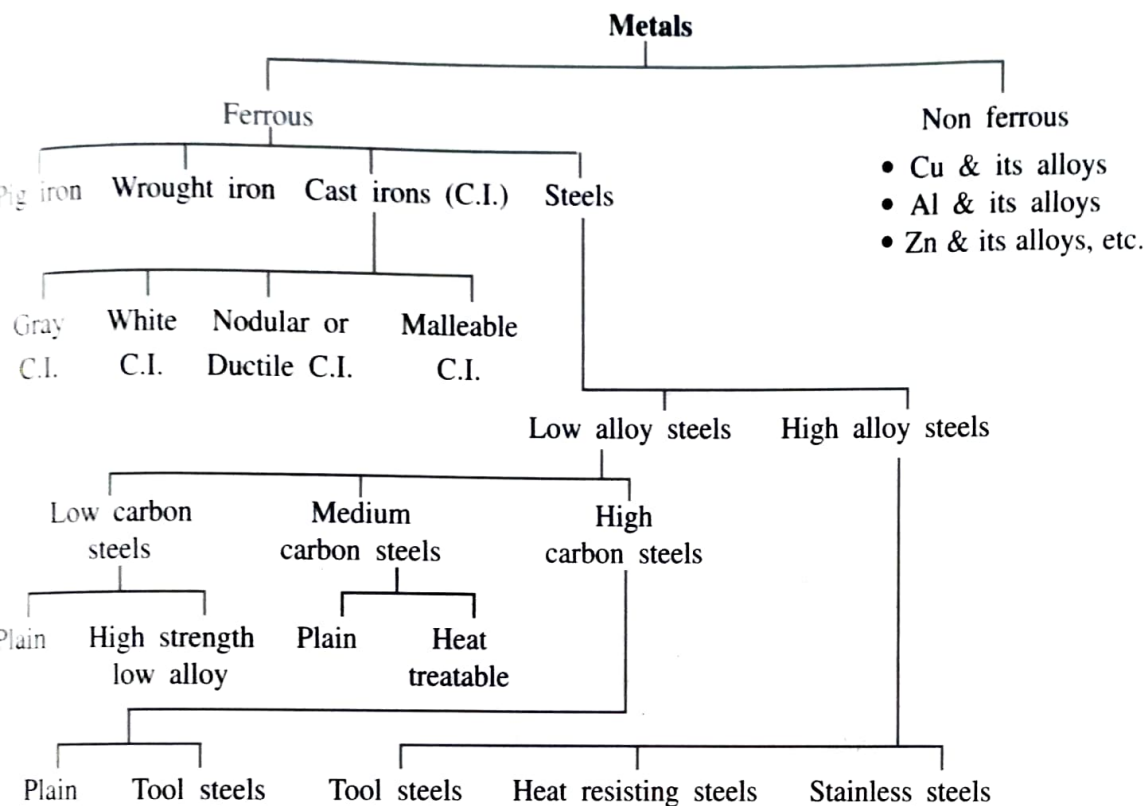 Metals
Ferrous
Non ferrous
Pig iron Wrought iron Cast irons (C.I.) Steels
• Cu & its alloys
• Al & its alloys
• Zn & its alloys, etc.
Gray White Nodular or Malleable
C.I. C.I. Ductile C.I. C.I.
Low alloy steels High alloy steels
Low carbon Medium High
steels carbon steels carbon steels
Plain High strength Plain Heat
low alloy treatable
Plain Tool steels Tool steels Heat resisting steels Stainless steels